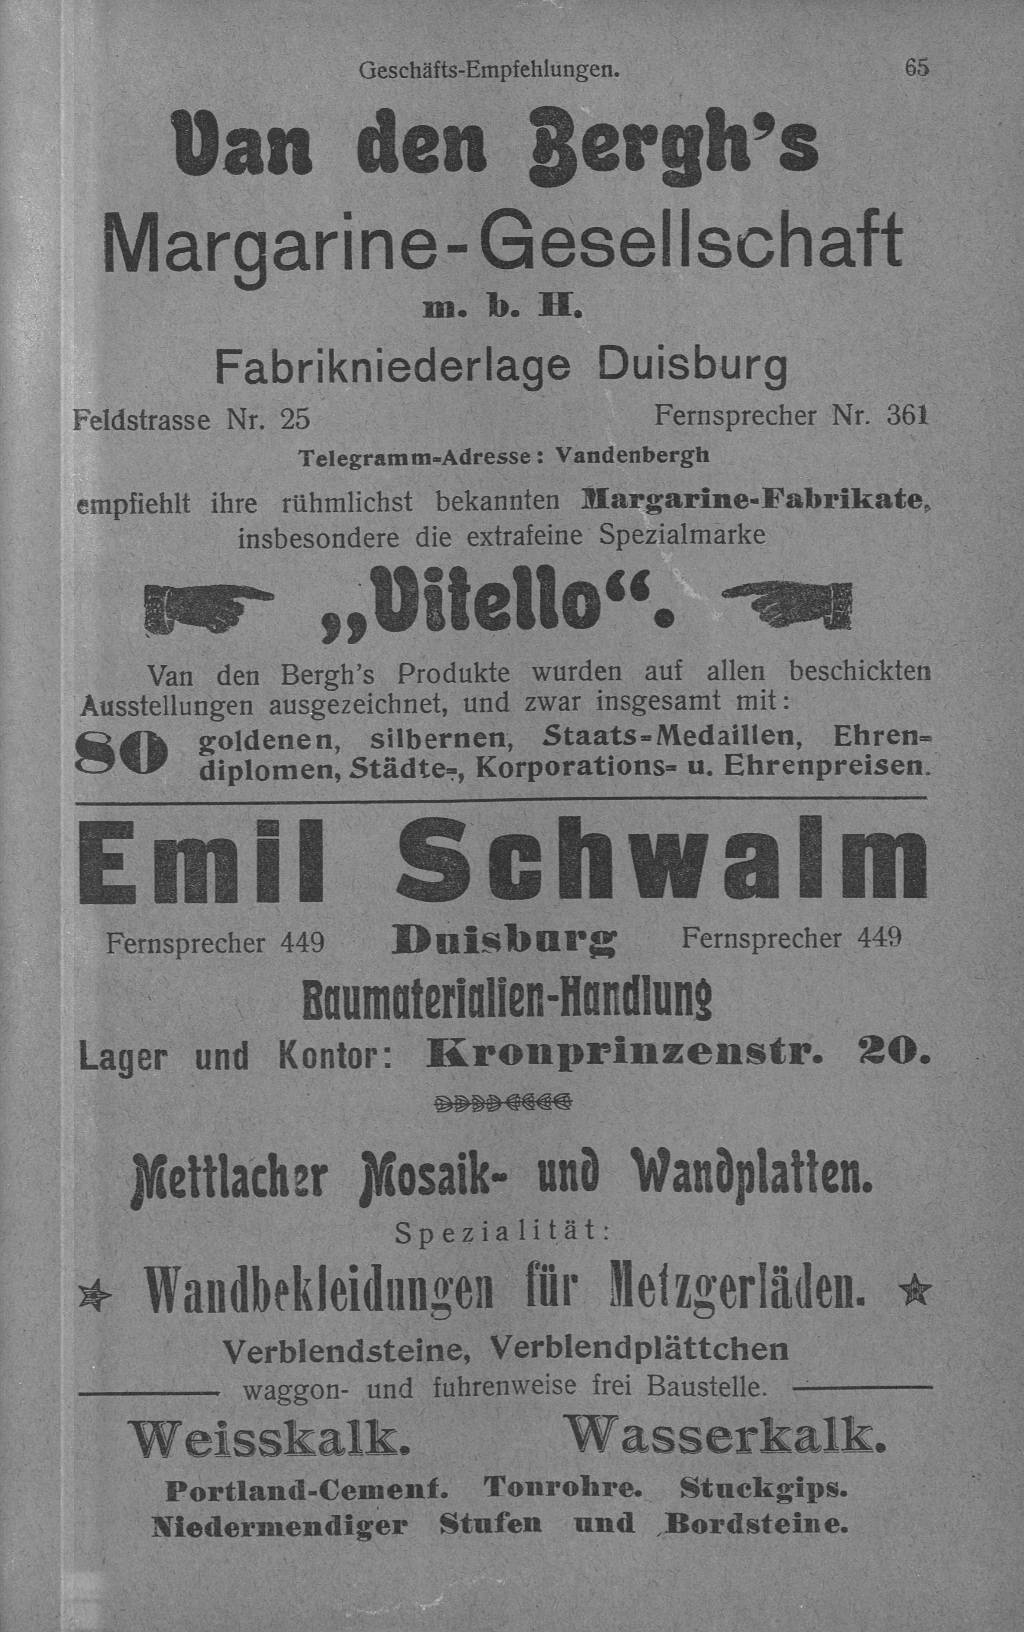 Geschäfts-Empfehlungen. 65
Van den Bergh's
Margarine-Gesellschaft
m. b. H.
Fabrikniederlage Duisburg
Feldstrasse Nr. 25 Fernsprecher Nr. 361
Telegramm-Adresse: Vandenbergh
empfiehlt ihre rühmlichst bekannten Margarine-Fabrikate,
insbesondere die extrafeine Spezialmarke
„Vitello“.
Van den Bergh's Produkte wurden auf allen beschickten
Ausstellungen ausgezeichnet, und zwar insgesamt mit:
80 goldenen, silbernen, Staats-Medaillen, Ehren-
diplomen, Städte-, Korporations- u. Ehrenpreisen.
Emil Schwalm
Fernsprecher 449 Duisburg Fernsprecher 449
Baumaterialien-Handlung
Lager und Kontor: Kronprinzenstr. 20.
Mettlacher Mosaik- und Wandplatten.
Spezialität:
Wandbekleidungen für Metzgerläden.
Verblendsteine, Verblendplättchen
waggon- und fuhrenweise frei Baustelle.
Weisskalk. Wasserkalk.
Portland-Cement. Tonrohre. Stuckgips.
Niedermendiger Stufen und Bordsteine.